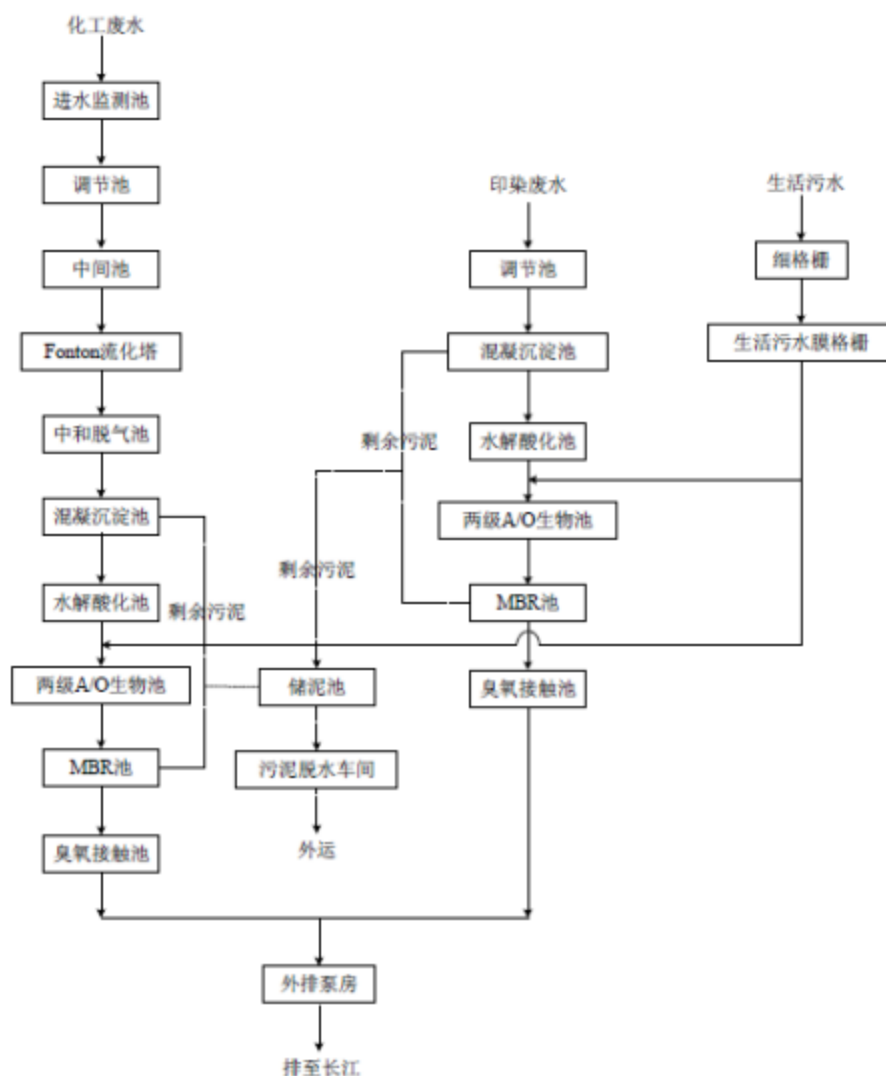 化工废水
进水监测池
调节池
中间池
Fonton流化塔
中和脱气池
混凝沉淀池
水解酸化池
两级A/O生物池
MBR池
臭氧接触池
剩余污泥
印染废水
调节池
混凝沉淀池
水解酸化池
两级A/O生物池
MBR池
臭氧接触池
剩余污泥
剩余污泥
生活污水
细格栅
生活污水膜格栅
储泥池
污泥脱水车间
外运
外排泵房
排至长江